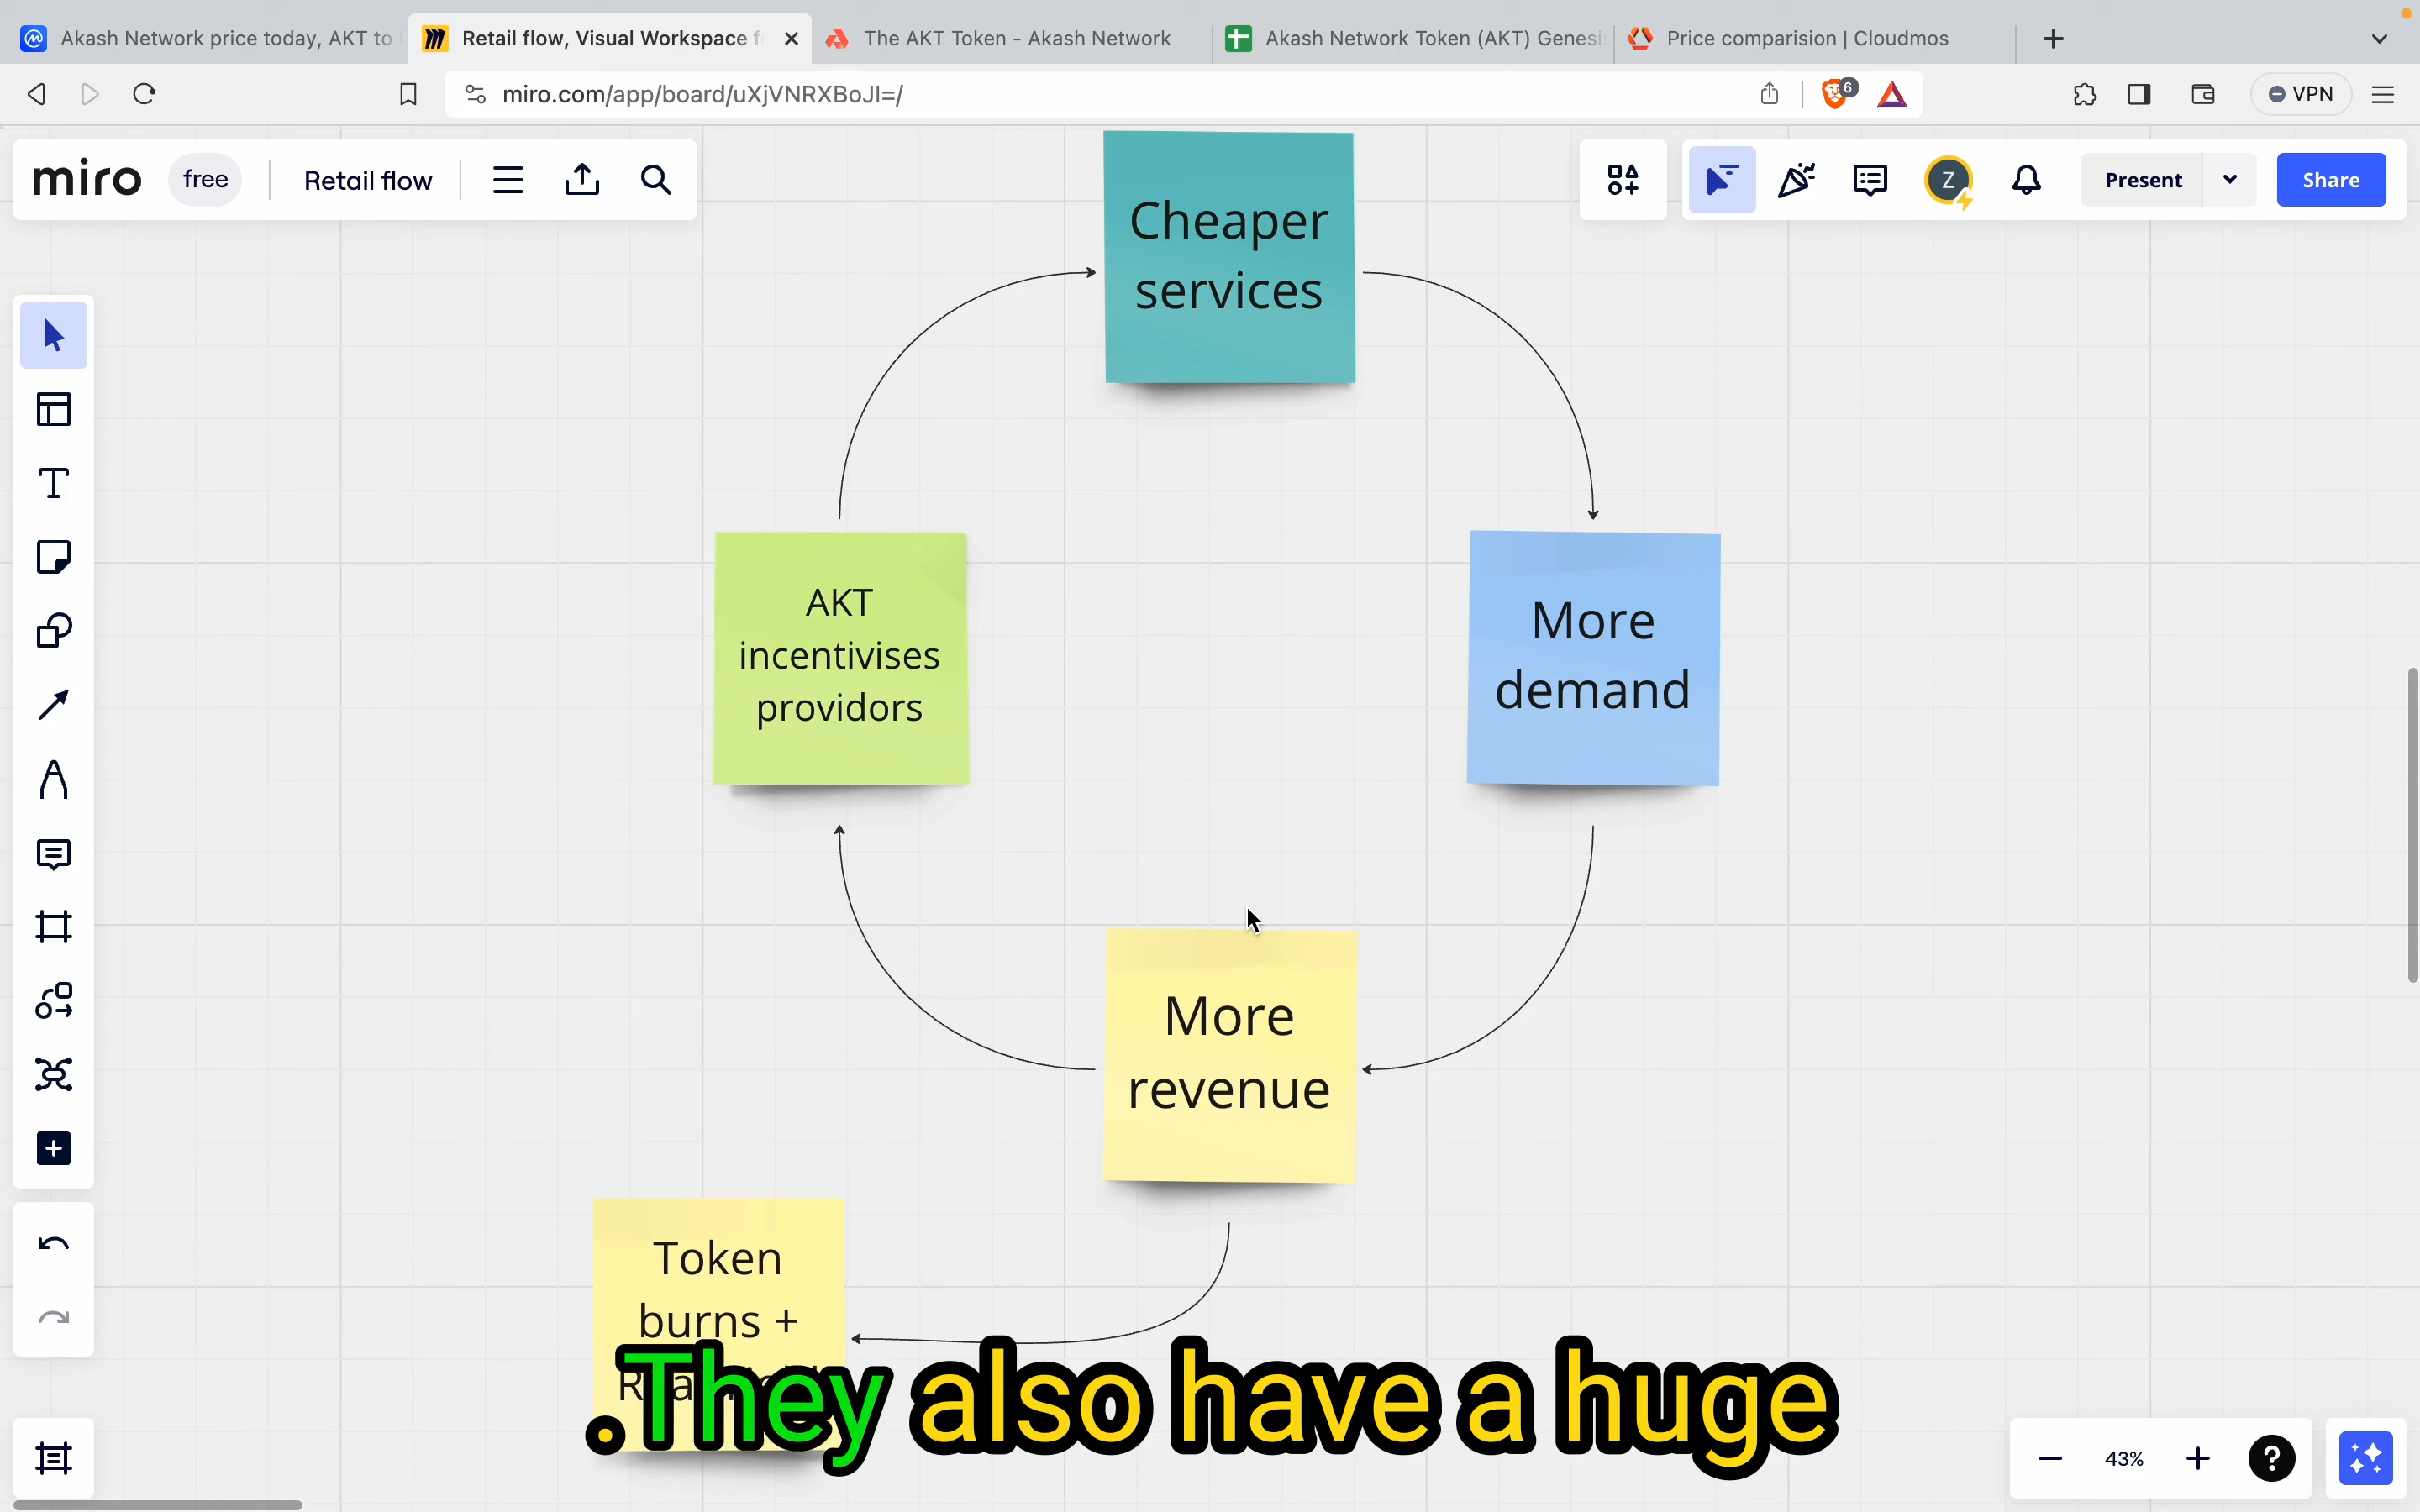 Akash Network price today, AKT to
Retail flow, Visual Workspace f
The AKT Token - Akash Network
Akash Network Token (AKT) Genesi
Price comparision | Cloudmos
miro.com/app/board/uXjVNRXBoJI=/
6
VPN
miro
free
Retail flow
Z
Present
Share
Cheaper
services
AKT
incentivises
providors
More
demand
More
revenue
Token
burns +
.They also have a huge
43%